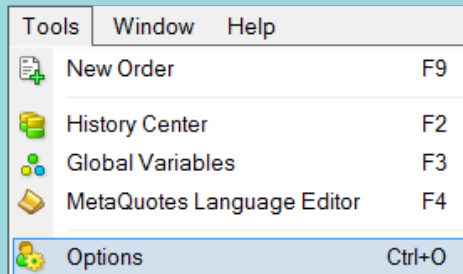 Tools Window Help
New Order F9
History Center F2
Global Variables F3
MetaQuotes Language Editor F4
Options Ctrl+O